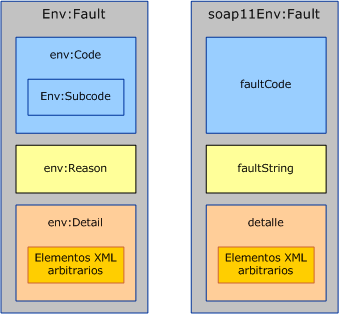 Env:Fault
env:Code
Env:Subcode
env:Reason
env:Detail
Elementos XML
arbitrarios
soap11Env:Fault
faultCode
faultString
detalle
Elementos XML
arbitrarios